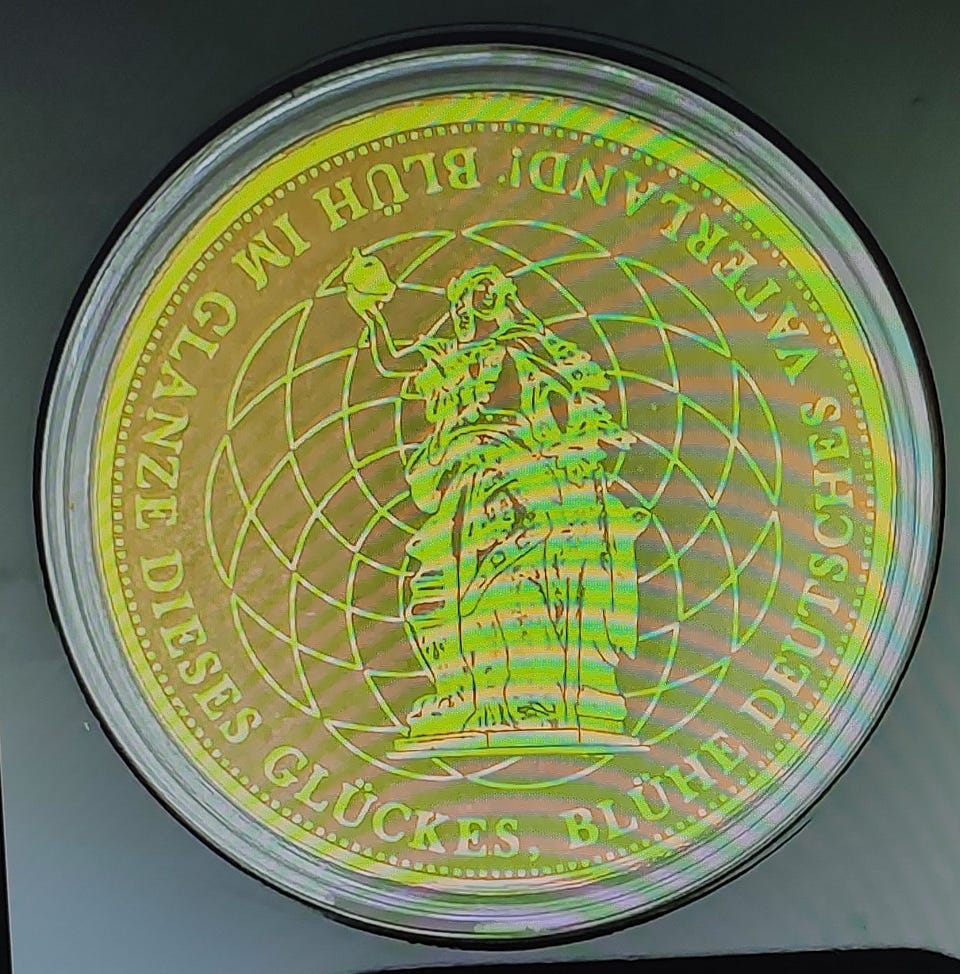 BLÜH IM GLANZE DIESES GLÜCKES, BLÜHE DEUTSCHES VATERLAND!